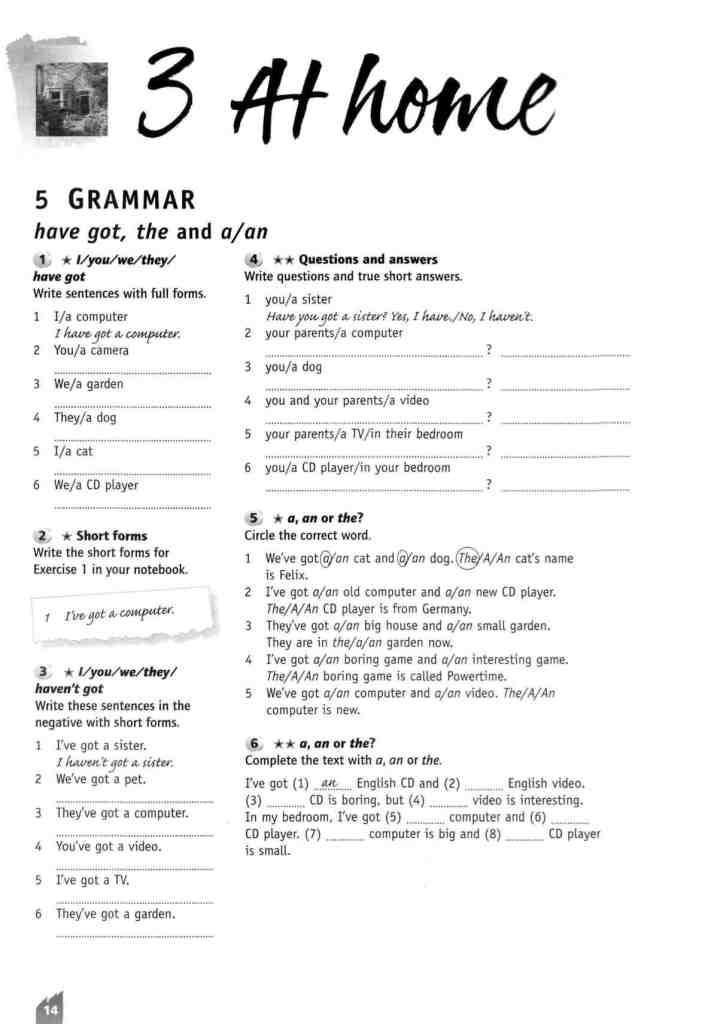 3 At home
5 GRAMMAR
have got, the and a/an
1 ★ I/you/we/they/
have got
Write sentences with full forms.
1 I/a computer
I have got a computer.
2 You/a camera
3 We/a garden
4 They/a dog
5 I/a cat
6 We/a CD player
2 ★ Short forms
Write the short forms for
Exercise 1 in your notebook.
1 I've got a computer.
3 ★ I/you/we/they/
haven't got
Write these sentences in the
negative with short forms.
1 I've got a sister.
I haven't got a sister.
2 We've got a pet.
3 They've got a computer.
4 You've got a video.
5 I've got a TV.
6 They've got a garden.
4 ★★ Questions and answers
Write questions and true short answers.
1 you/a sister
Have you got a sister? Yes, I have./No, I haven't.
2 your parents/a computer
?
3 you/a dog
?
4 you and your parents/a video
?
5 your parents/a TV/in their bedroom
?
6 you/a CD player/in your bedroom
?
5 ★ a, an or the?
Circle the correct word.
1 We've got a/an cat and a/an dog. The/A/An cat's name
is Felix.
2 I've got a/an old computer and a/an new CD player.
The/A/An CD player is from Germany.
3 They've got a/an big house and a/an small garden.
They are in the/a/an garden now.
4 I've got a/an boring game and a/an interesting game.
The/A/An boring game is called Powertime.
5 We've got a/an computer and a/an video. The/A/An
computer is new.
6 ★★ a, an or the?
Complete the text with a, an or the.
I've got (1) an English CD and (2) .......... English video.
(3) .......... CD is boring, but (4) .......... video is interesting.
In my bedroom, I've got (5) .......... computer and (6) ..........
CD player. (7) .......... computer is big and (8) .......... CD player
is small.
14